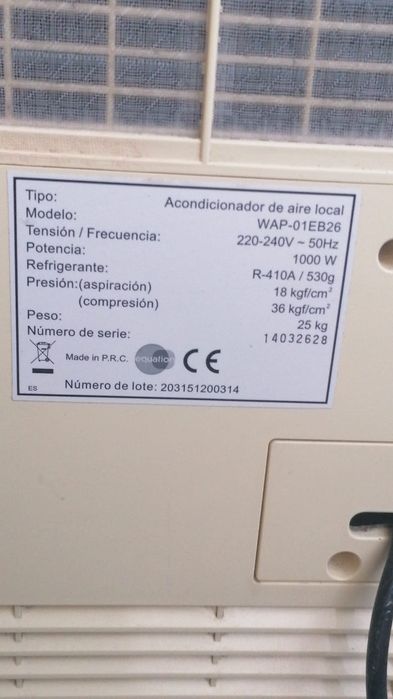 Tipo: Acondicionador de aire local
Modelo: WAP-01EB26
Tensión / Frecuencia: 220-240V ~ 50Hz
Potencia: 1000 W
Refrigerante: R-410A / 530g
Presión:(aspiración) 18 kgf/cm²
(compresión) 36 kgf/cm²
Peso: 25 kg
Número de serie: 14032628
Made in P.R.C. equation CE
ES Número de lote: 203151200314